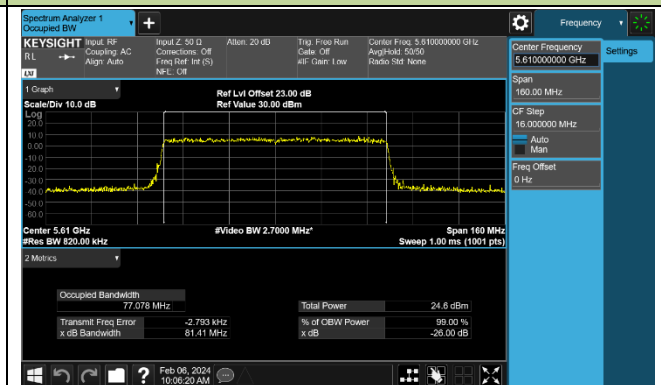 Spectrum Analyzer 1
Occupied BW
+
Frequency
KEYSIGHT
RL
LXI
Input: RF
Coupling: AC
Align: Auto
Input Z: 50 Ω
Corrections: Off
Freq Ref: Int (S)
NFE: Off
Atten: 20 dB
Trig: Free Run
Gate: Off
#IF Gain: Low
Center Freq: 5.610000000 GHz
Avg|Hold: 50/50
Radio Std: None
1 Graph
Scale/Div 10.0 dB
Ref Lvl Offset 23.00 dB
Ref Value 30.00 dBm
Log
20.0
10.0
0.00
-10.0
-20.0
-30.0
-40.0
-50.0
-60.0
Center 5.61 GHz
#Video BW 2.7000 MHz*
Span 160 MHz
#Res BW 820.00 kHz
Sweep 1.00 ms (1001 pts)
2 Metrics
Occupied Bandwidth
77.078 MHz
Total Power 24.6 dBm
Transmit Freq Error -2.793 kHz
% of OBW Power 99.00 %
x dB Bandwidth 81.41 MHz
x dB -26.00 dB
Center Frequency
5.610000000 GHz
Settings
Span
160.00 MHz
CF Step
16.000000 MHz
Auto
Man
Freq Offset
0 Hz
?
Feb 06, 2024
10:06:20 AM